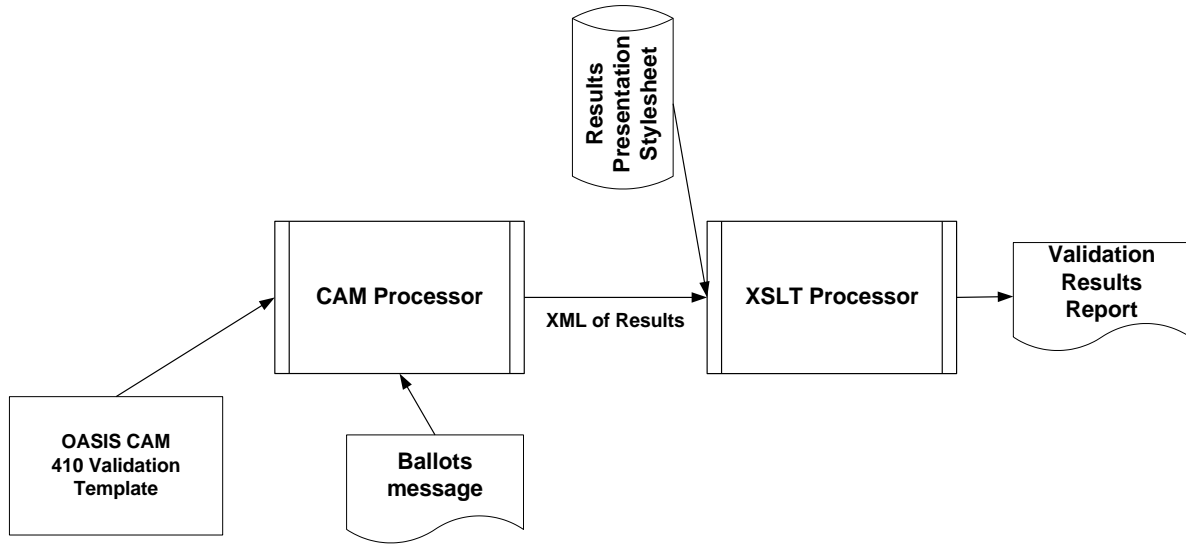 Results
Presentation
Stylesheet
CAM Processor
XML of Results
XSLT Processor
Validation
Results
Report
OASIS CAM
410 Validation
Template
Ballots
message